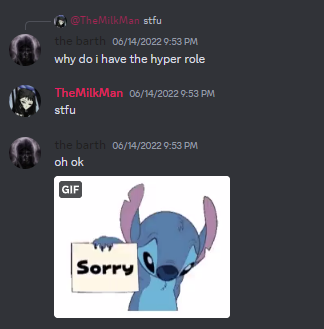 @TheMilkMan stfu
the barth 06/14/2022 9:53 PM
why do i have the hyper role
TheMilkMan 06/14/2022 9:53 PM
stfu
the barth 06/14/2022 9:53 PM
oh ok
GIF
Sorry